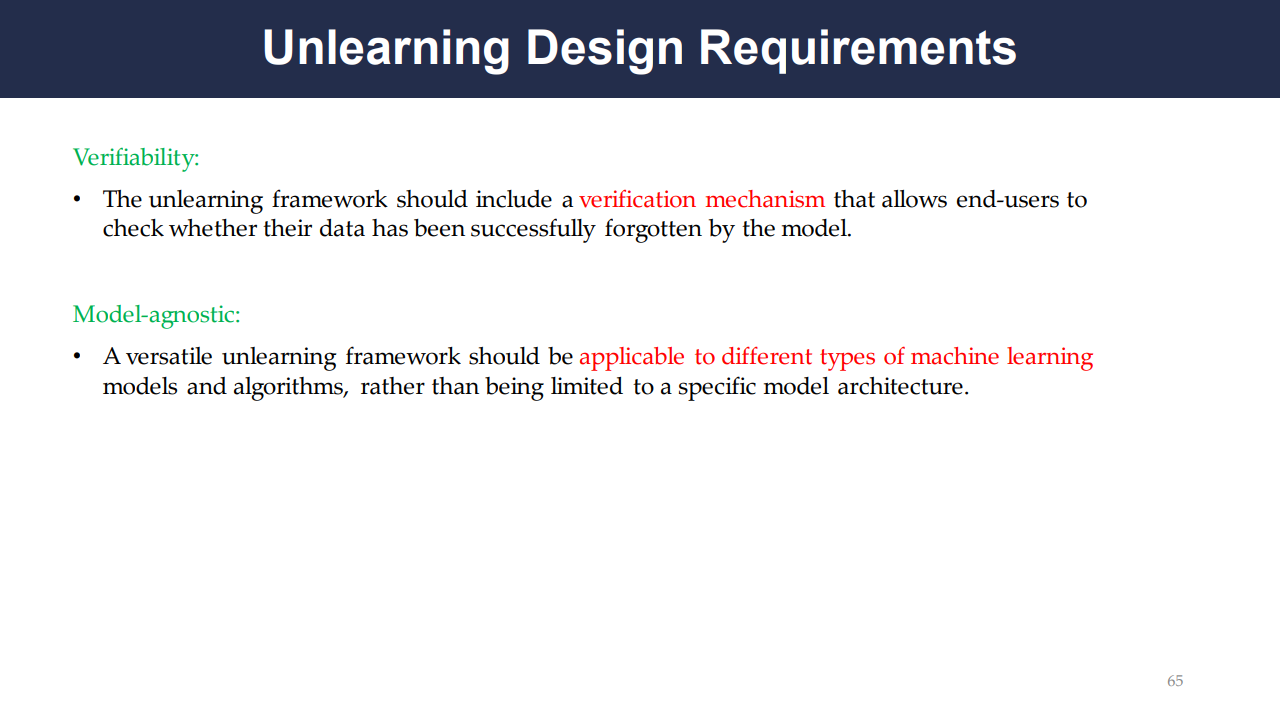 Unlearning Design Requirements
Verifiability:
• The unlearning framework should include a verification mechanism that allows end-users to
check whether their data has been successfully forgotten by the model.
Model-agnostic:
• A versatile unlearning framework should be applicable to different types of machine learning
models and algorithms, rather than being limited to a specific model architecture.
65